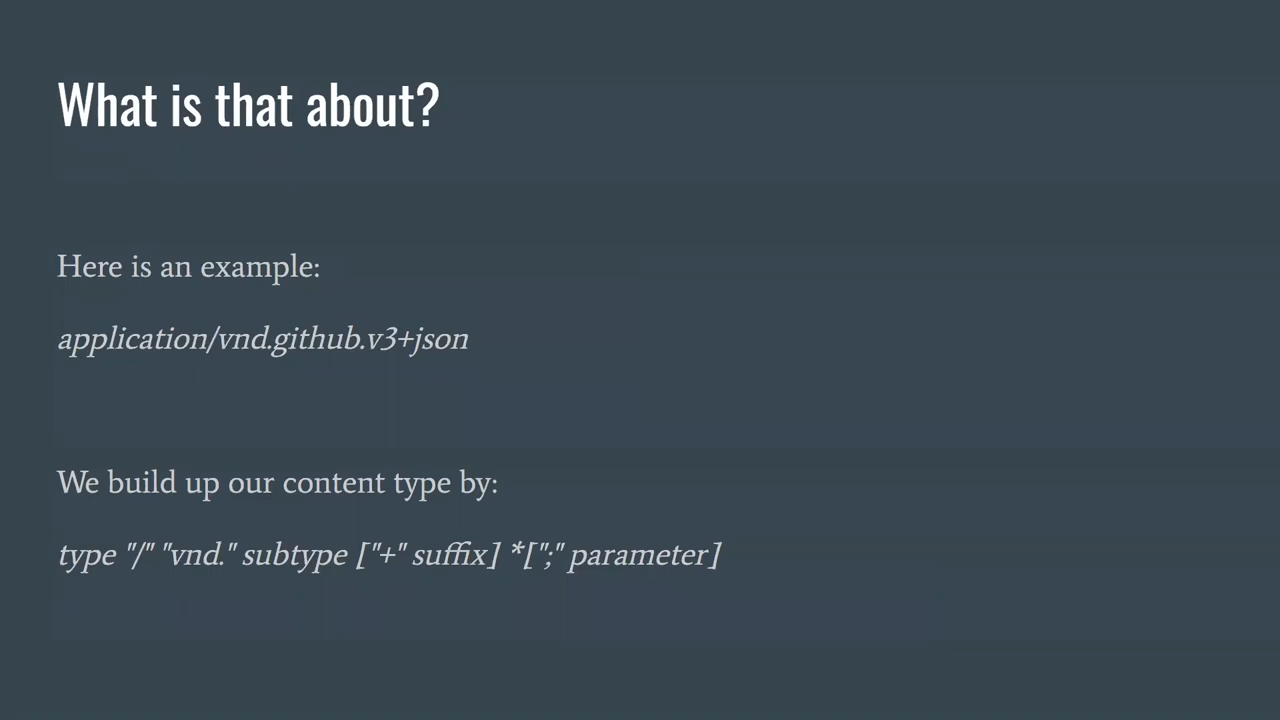 What is that about?
Here is an example:
application/vnd.github.v3+json
We build up our content type by:
type "/" "vnd." subtype ["+" suffix] *[";" parameter]